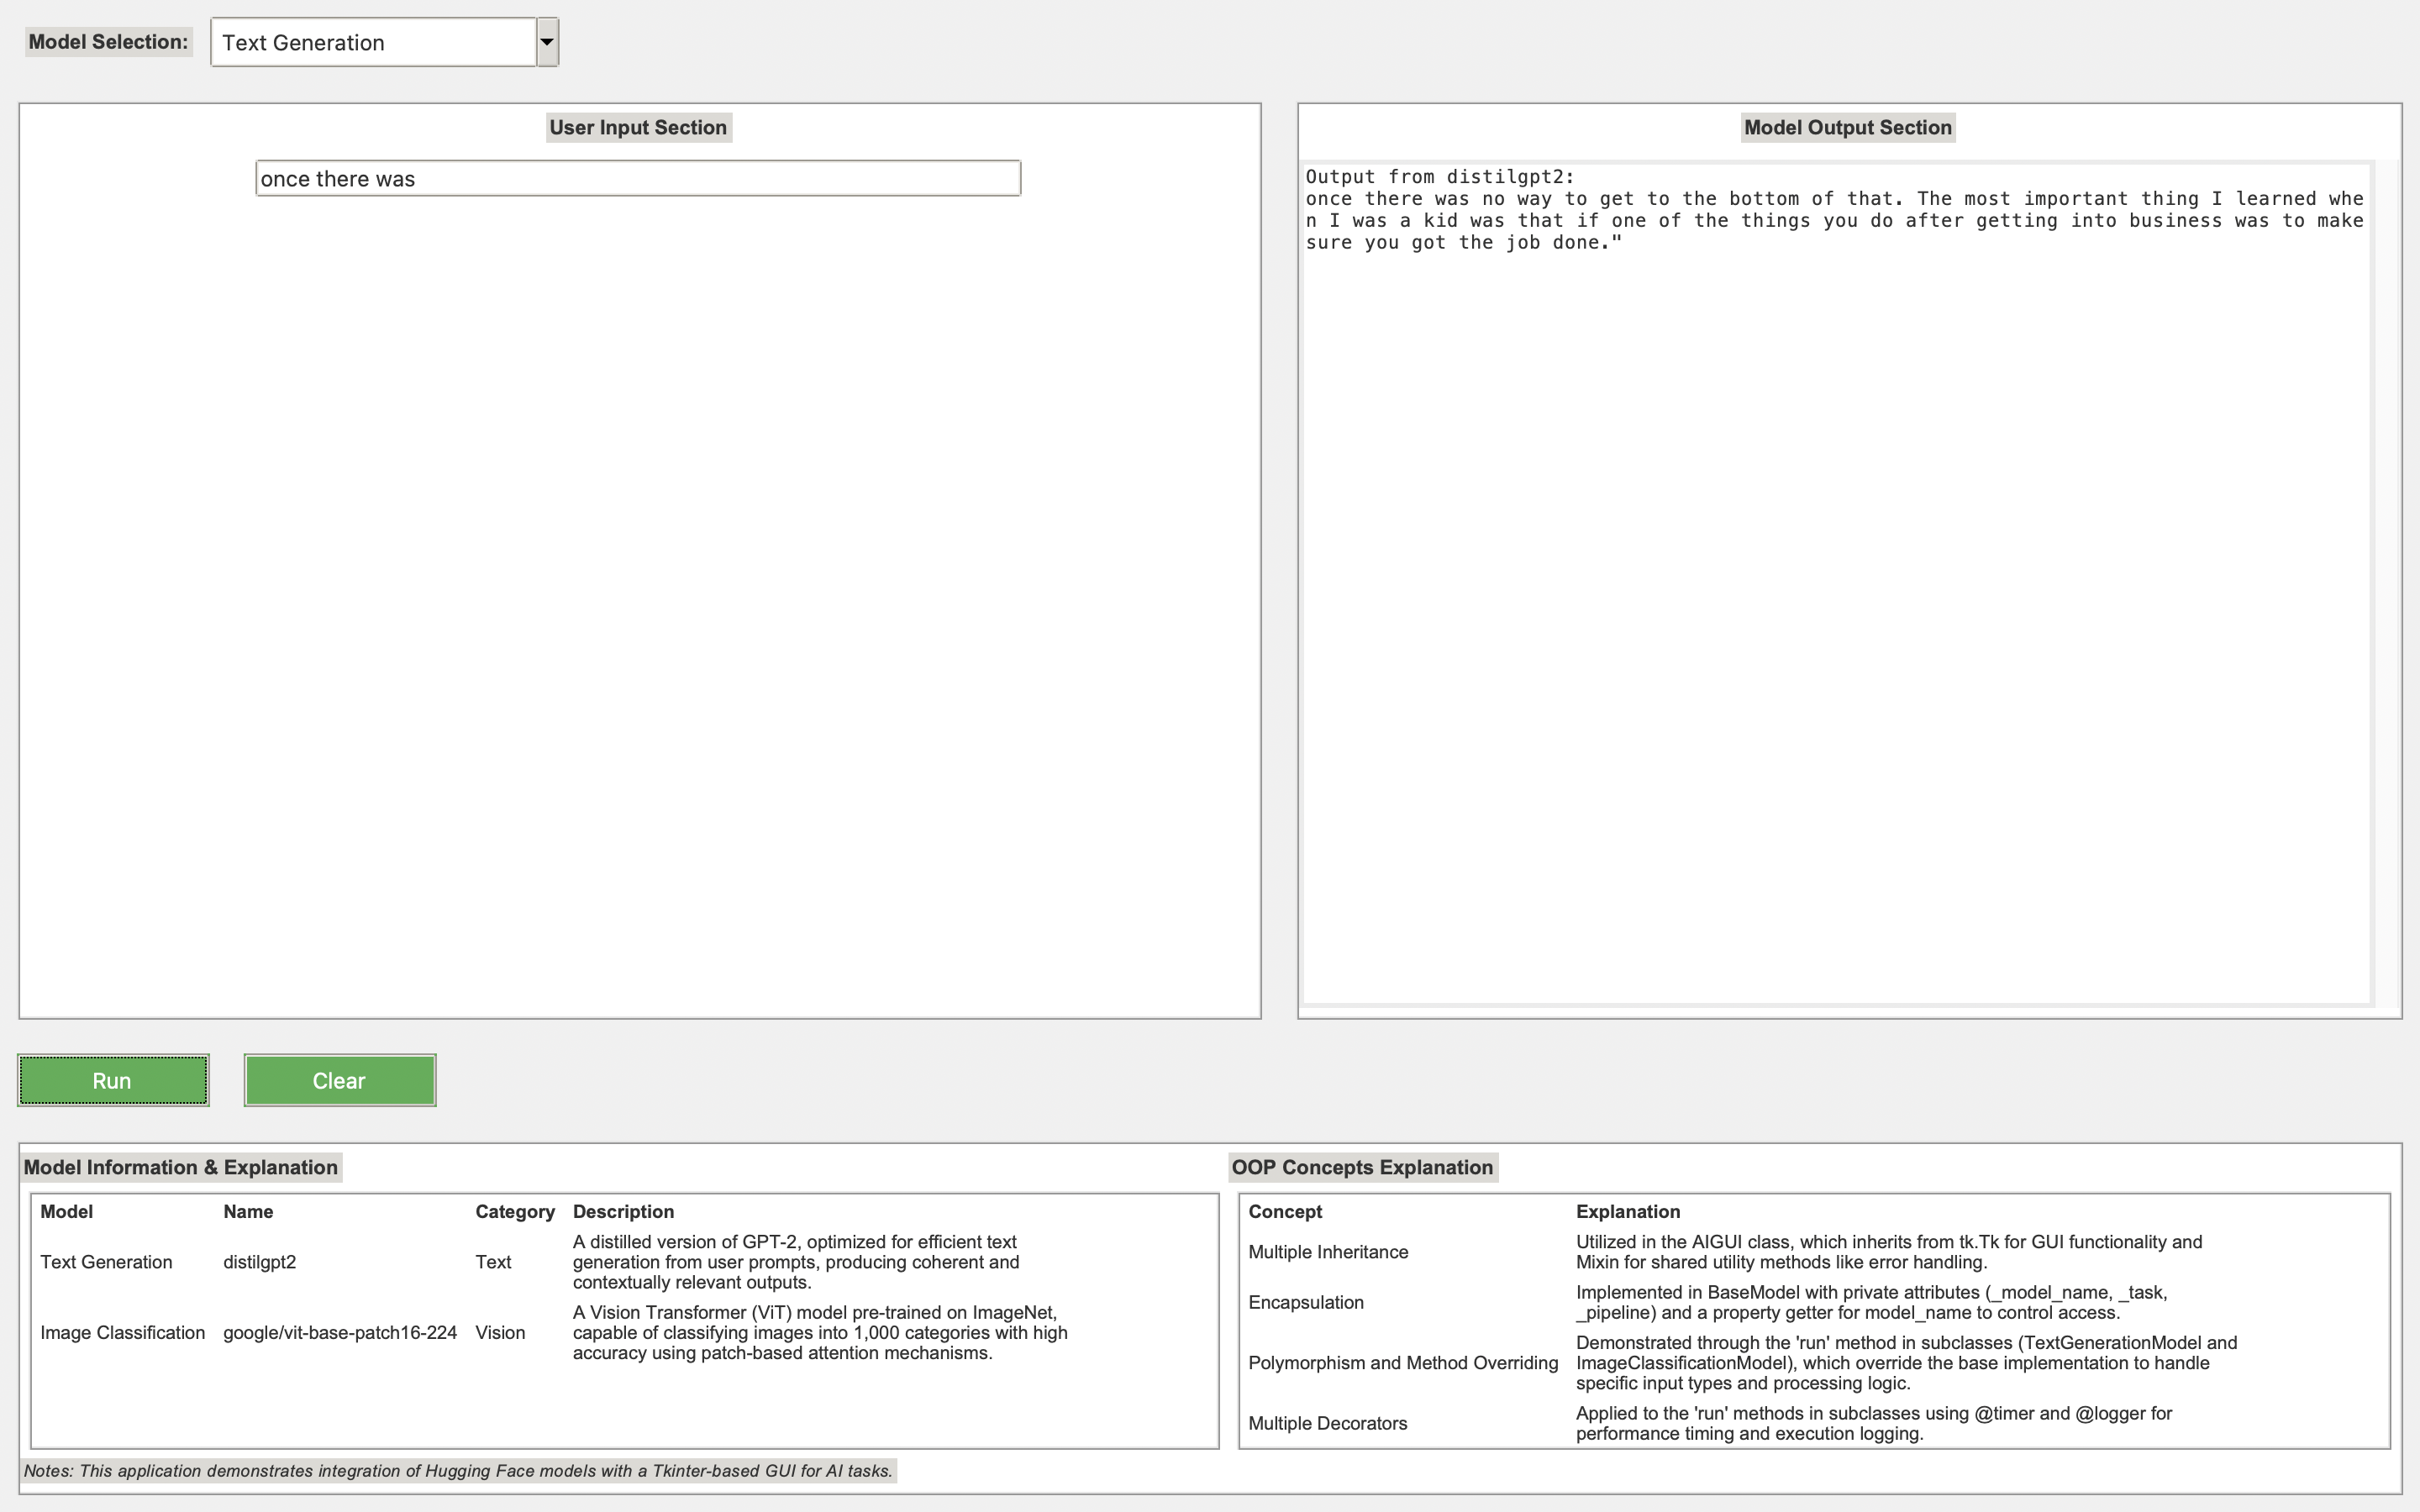 Model Selection:
Text Generation
User Input Section
once there was
Model Output Section
Output from distilgpt2:
once there was no way to get to the bottom of that. The most important thing I learned whe
n I was a kid was that if one of the things you do after getting into business was to make
sure you got the job done."
Run
Clear
Model Information & Explanation
Model Name Category Description
Text Generation distilgpt2 Text
A distilled version of GPT-2, optimized for efficient text
generation from user prompts, producing coherent and
contextually relevant outputs.
Image Classification google/vit-base-patch16-224 Vision
A Vision Transformer (ViT) model pre-trained on ImageNet,
capable of classifying images into 1,000 categories with high
accuracy using patch-based attention mechanisms.
OOP Concepts Explanation
Concept Explanation
Multiple Inheritance
Utilized in the AIGUI class, which inherits from tk.Tk for GUI functionality and
Mixin for shared utility methods like error handling.
Encapsulation
Implemented in BaseModel with private attributes (_model_name, _task,
_pipeline) and a property getter for model_name to control access.
Polymorphism and Method Overriding
Demonstrated through the 'run' method in subclasses (TextGenerationModel and
ImageClassificationModel), which override the base implementation to handle
specific input types and processing logic.
Multiple Decorators
Applied to the 'run' methods in subclasses using @timer and @logger for
performance timing and execution logging.
Notes: This application demonstrates integration of Hugging Face models with a Tkinter-based GUI for AI tasks.